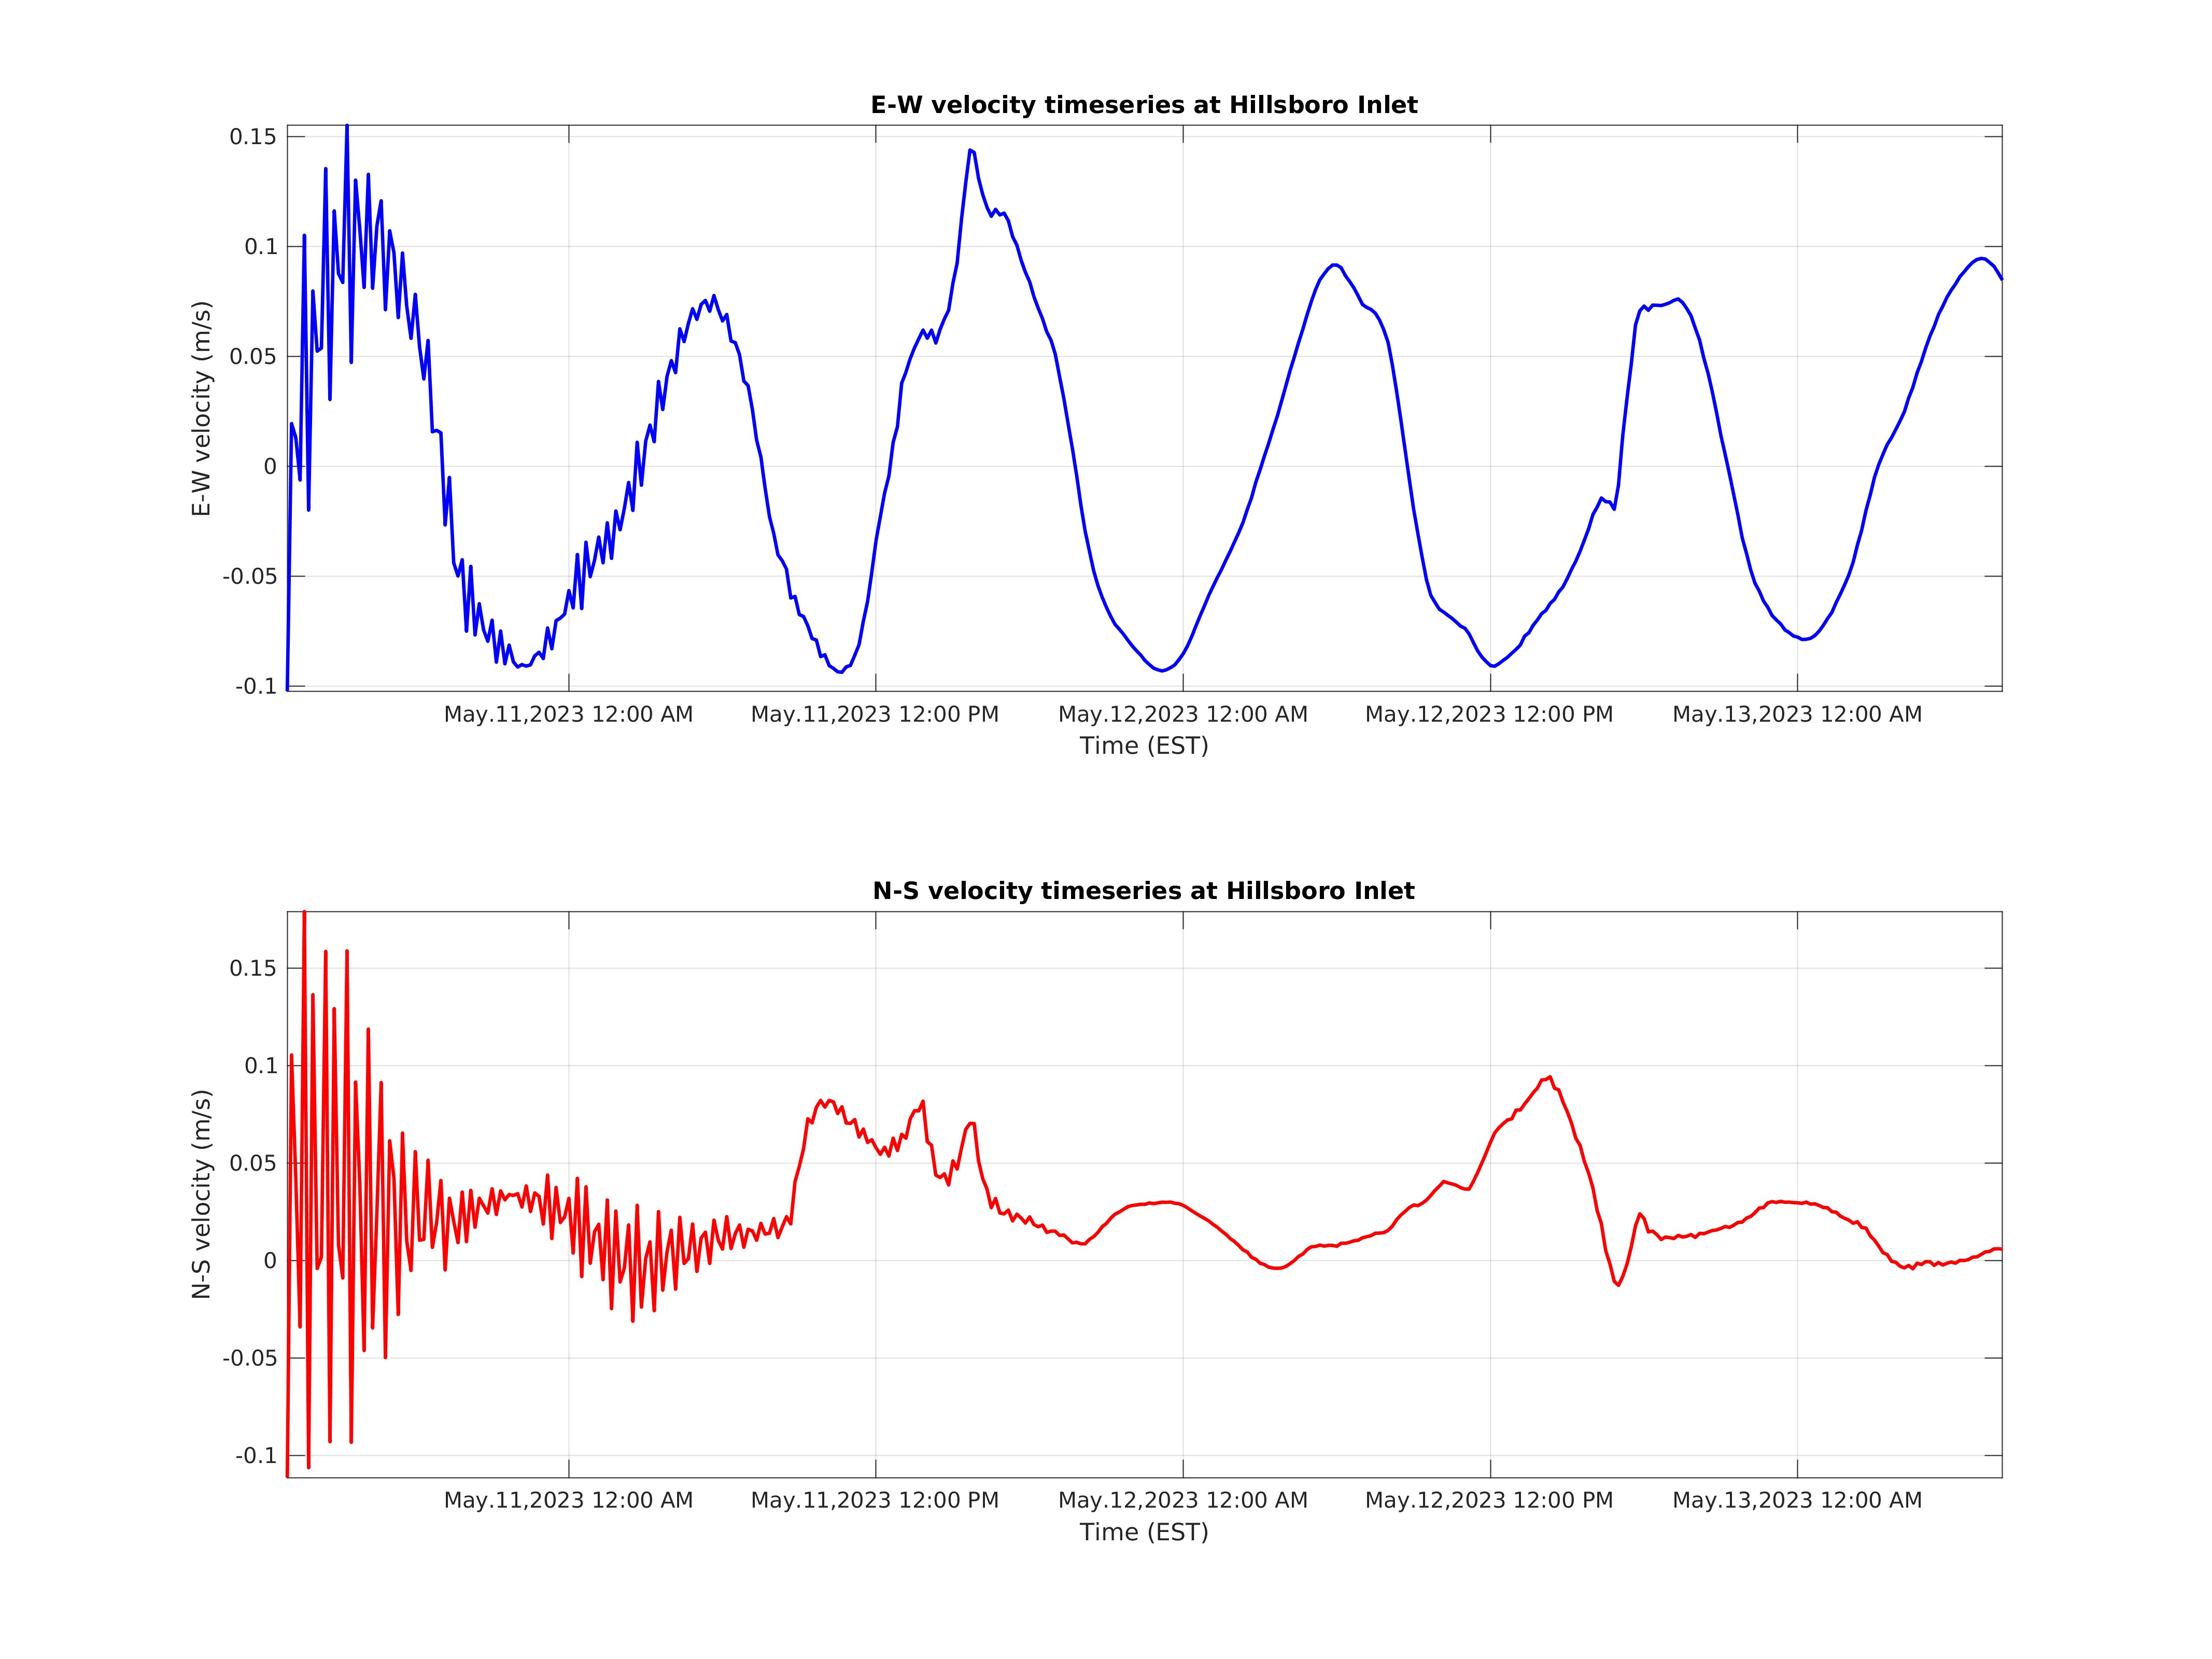 E-W velocity timeseries at Hillsboro Inlet
0.15
0.1
0.05
0
-0.05
-0.1
E-W velocity (m/s)
May.11,2023 12:00 AM May.11,2023 12:00 PM May.12,2023 12:00 AM May.12,2023 12:00 PM May.13,2023 12:00 AM
Time (EST)
N-S velocity timeseries at Hillsboro Inlet
0.15
0.1
0.05
0
-0.05
-0.1
N-S velocity (m/s)
May.11,2023 12:00 AM May.11,2023 12:00 PM May.12,2023 12:00 AM May.12,2023 12:00 PM May.13,2023 12:00 AM
Time (EST)